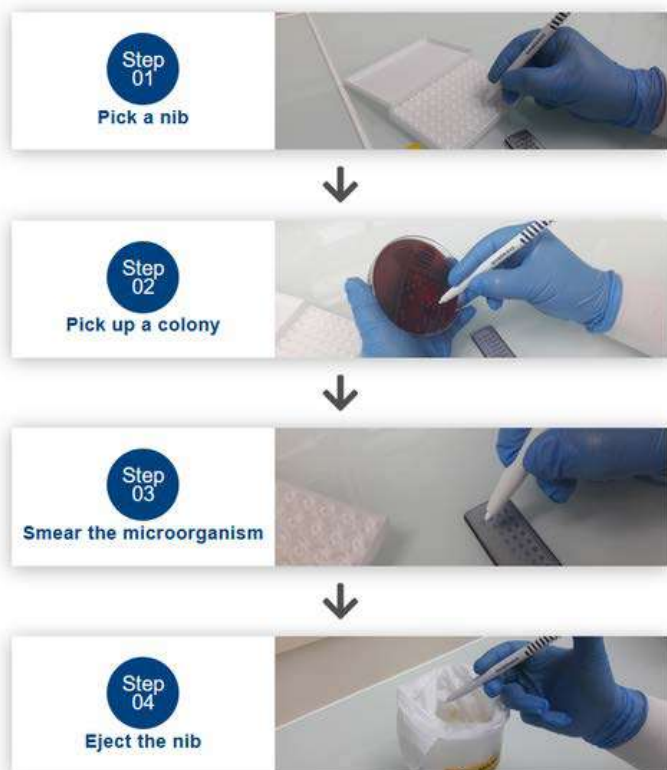 Step
01
Pick a nib
Step
02
Pick up a colony
Step
03
Smear the microorganism
Step
04
Eject the nib